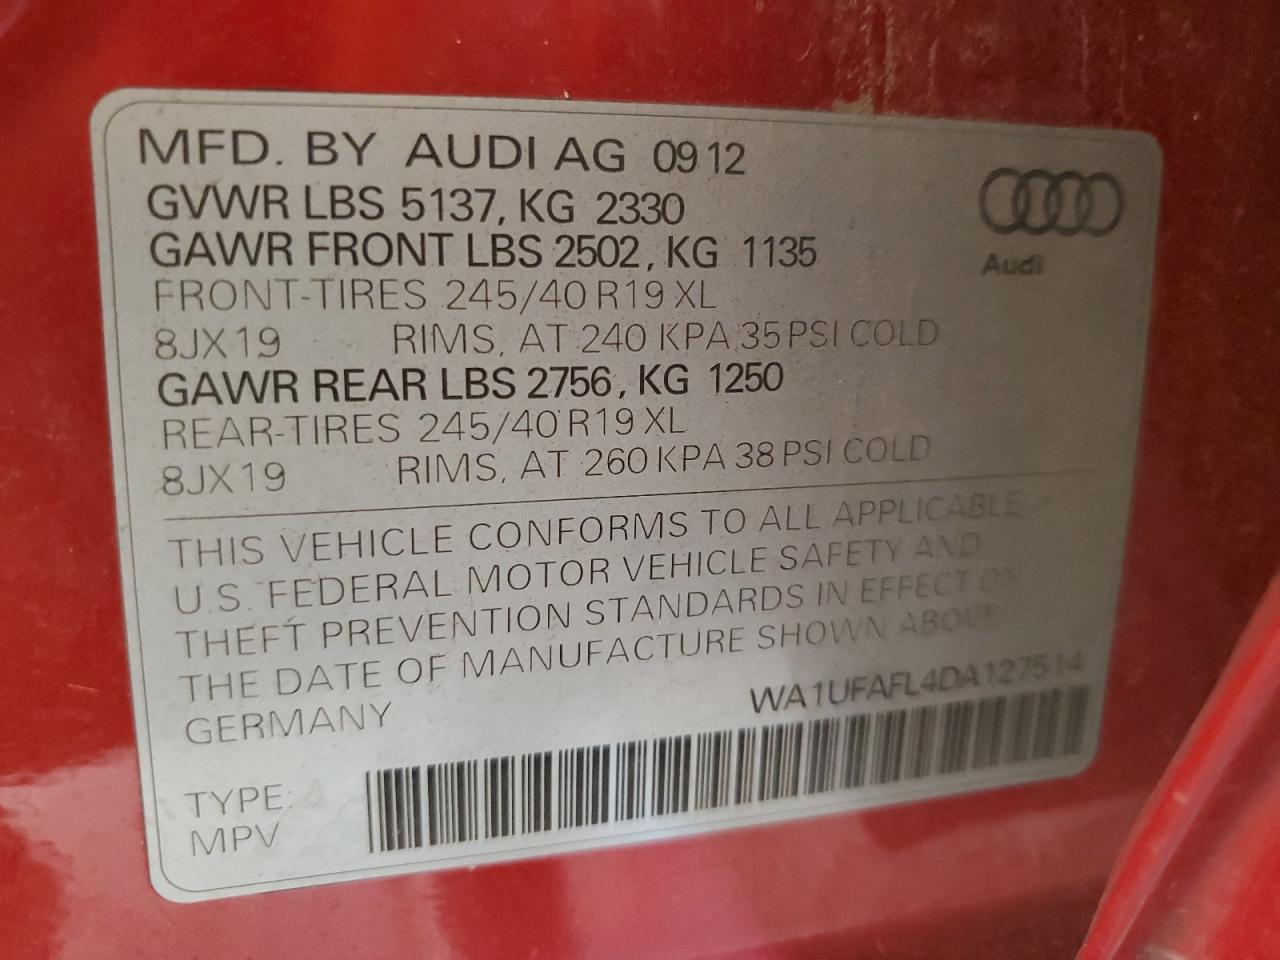 MFD. BY AUDI AG 09 12
GVWR LBS 5137, KG 2330
GAWR FRONT LBS 2502, KG 1135
FRONT-TIRES 245/40 R19 XL
8JX19 RIMS, AT 240 KPA 35 PSI COLD
GAWR REAR LBS 2756, KG 1250
REAR-TIRES 245/40 R19 XL
8JX19 RIMS, AT 260 KPA 38 PSI COLD
Audi
THIS VEHICLE CONFORMS TO ALL APPLICABLE
U.S. FEDERAL MOTOR VEHICLE SAFETY AND
THEFT PREVENTION STANDARDS IN EFFECT ON
THE DATE OF MANUFACTURE SHOWN ABOVE
GERMANY
WA1UFAFL4DA127514
TYPE:
MPV